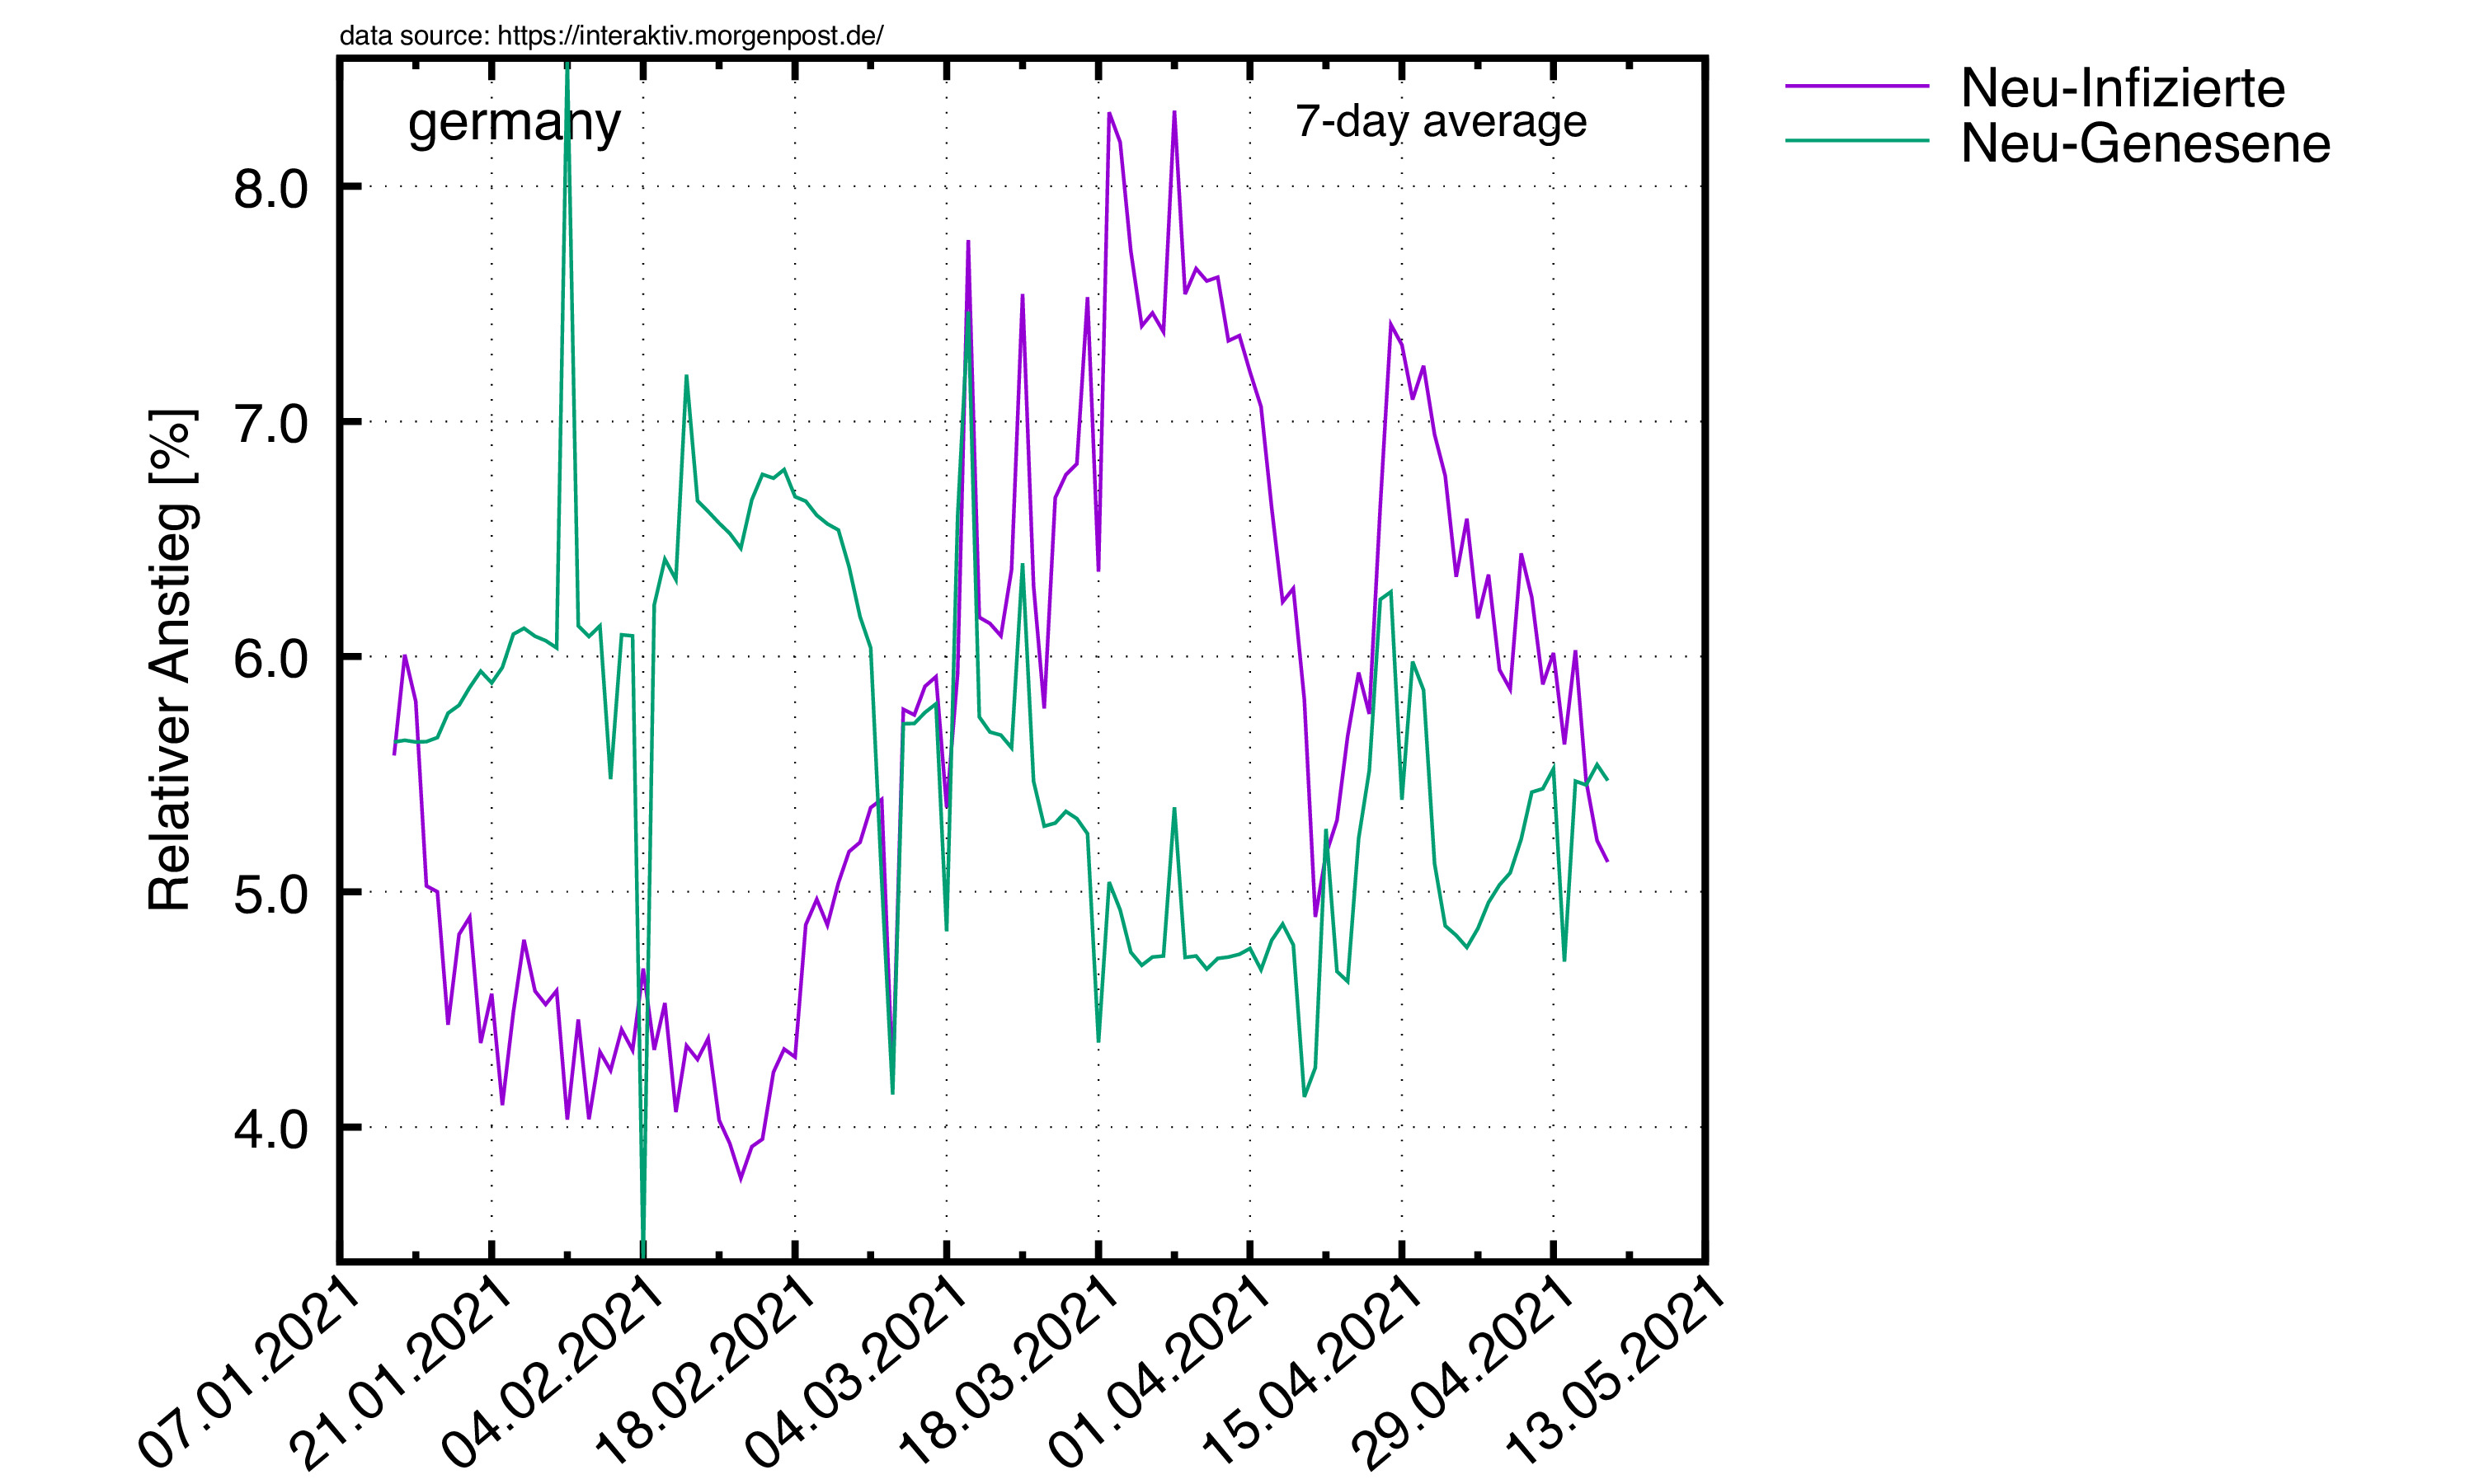 data source: https://interaktiv.morgenpost.de/
germany
7-day average
Neu-Infizierte
Neu-Genesene
Relativer Anstieg [%]
8.0
7.0
6.0
5.0
4.0
07.01.2021
21.01.2021
04.02.2021
18.02.2021
04.03.2021
18.03.2021
01.04.2021
15.04.2021
29.04.2021
13.05.2021